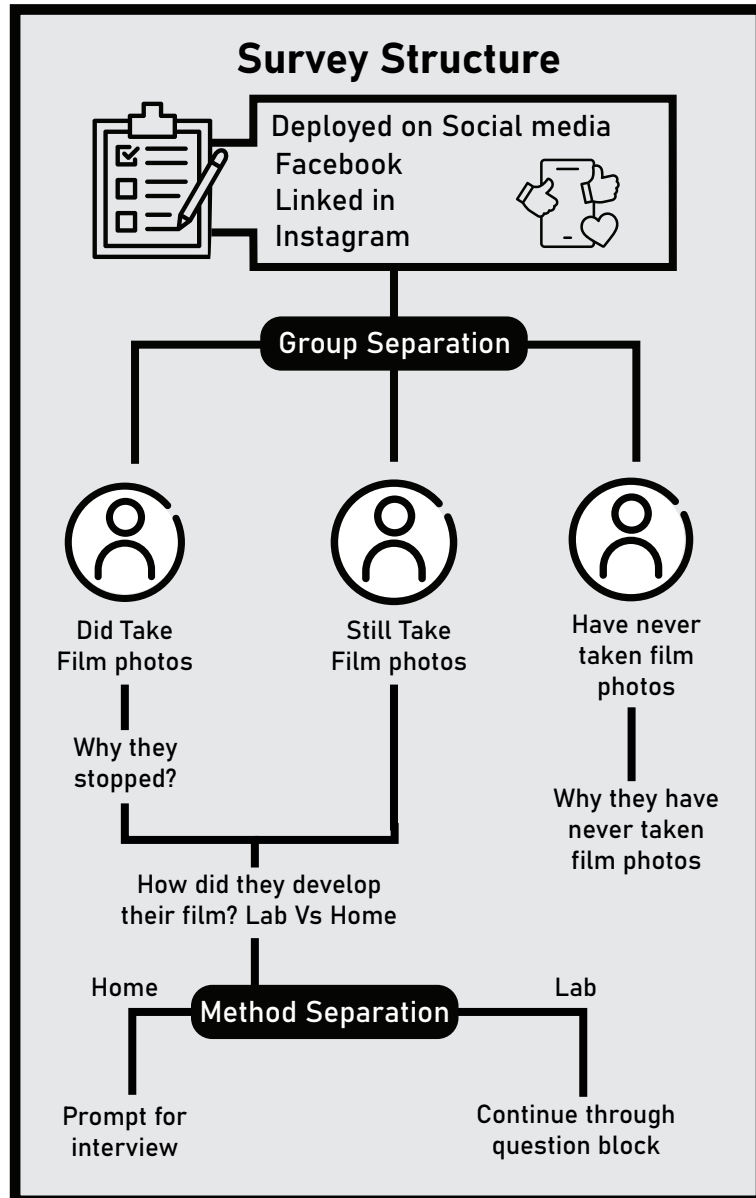 Survey Structure
Deployed on Social media
Facebook
Linked in
Instagram
Group Separation
Did Take
Film photos
Still Take
Film photos
Have never
taken film
photos
Why they
stopped?
Why they have
never taken
film photos
How did they develop
their film? Lab Vs Home
Home
Lab
Method Separation
Prompt for
interview
Continue through
question block